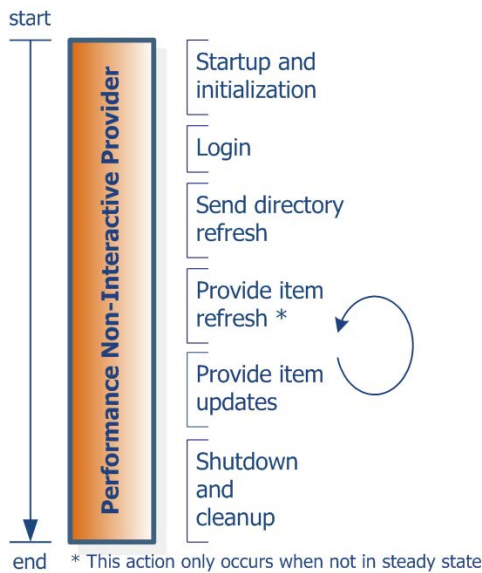 start
Performance Non-Interactive Provider
Startup and
initialization
Login
Send directory
refresh
Provide item
refresh *
Provide item
updates
Shutdown
and
cleanup
end
* This action only occurs when not in steady state